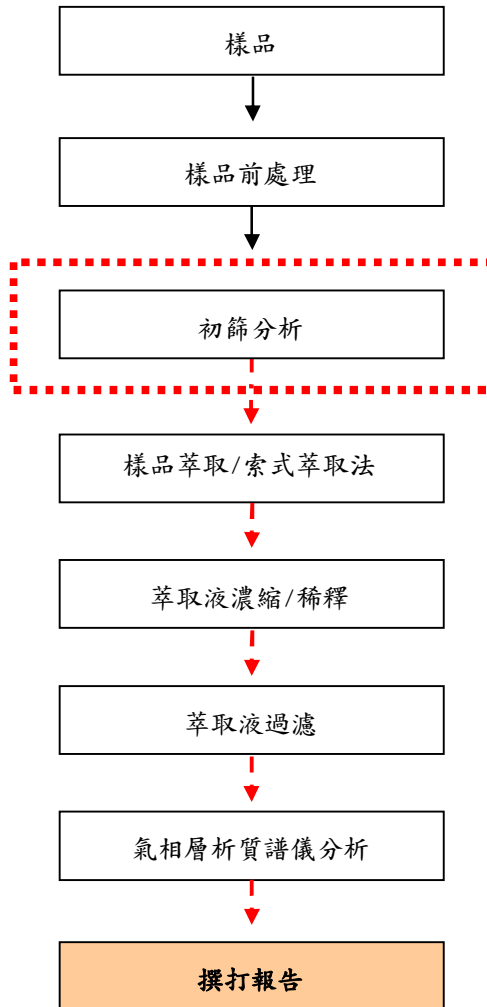 樣品
樣品前處理
初篩分析
樣品萃取/索式萃取法
萃取液濃縮/稀釋
萃取液過濾
氣相層析質譜儀分析
撰打報告